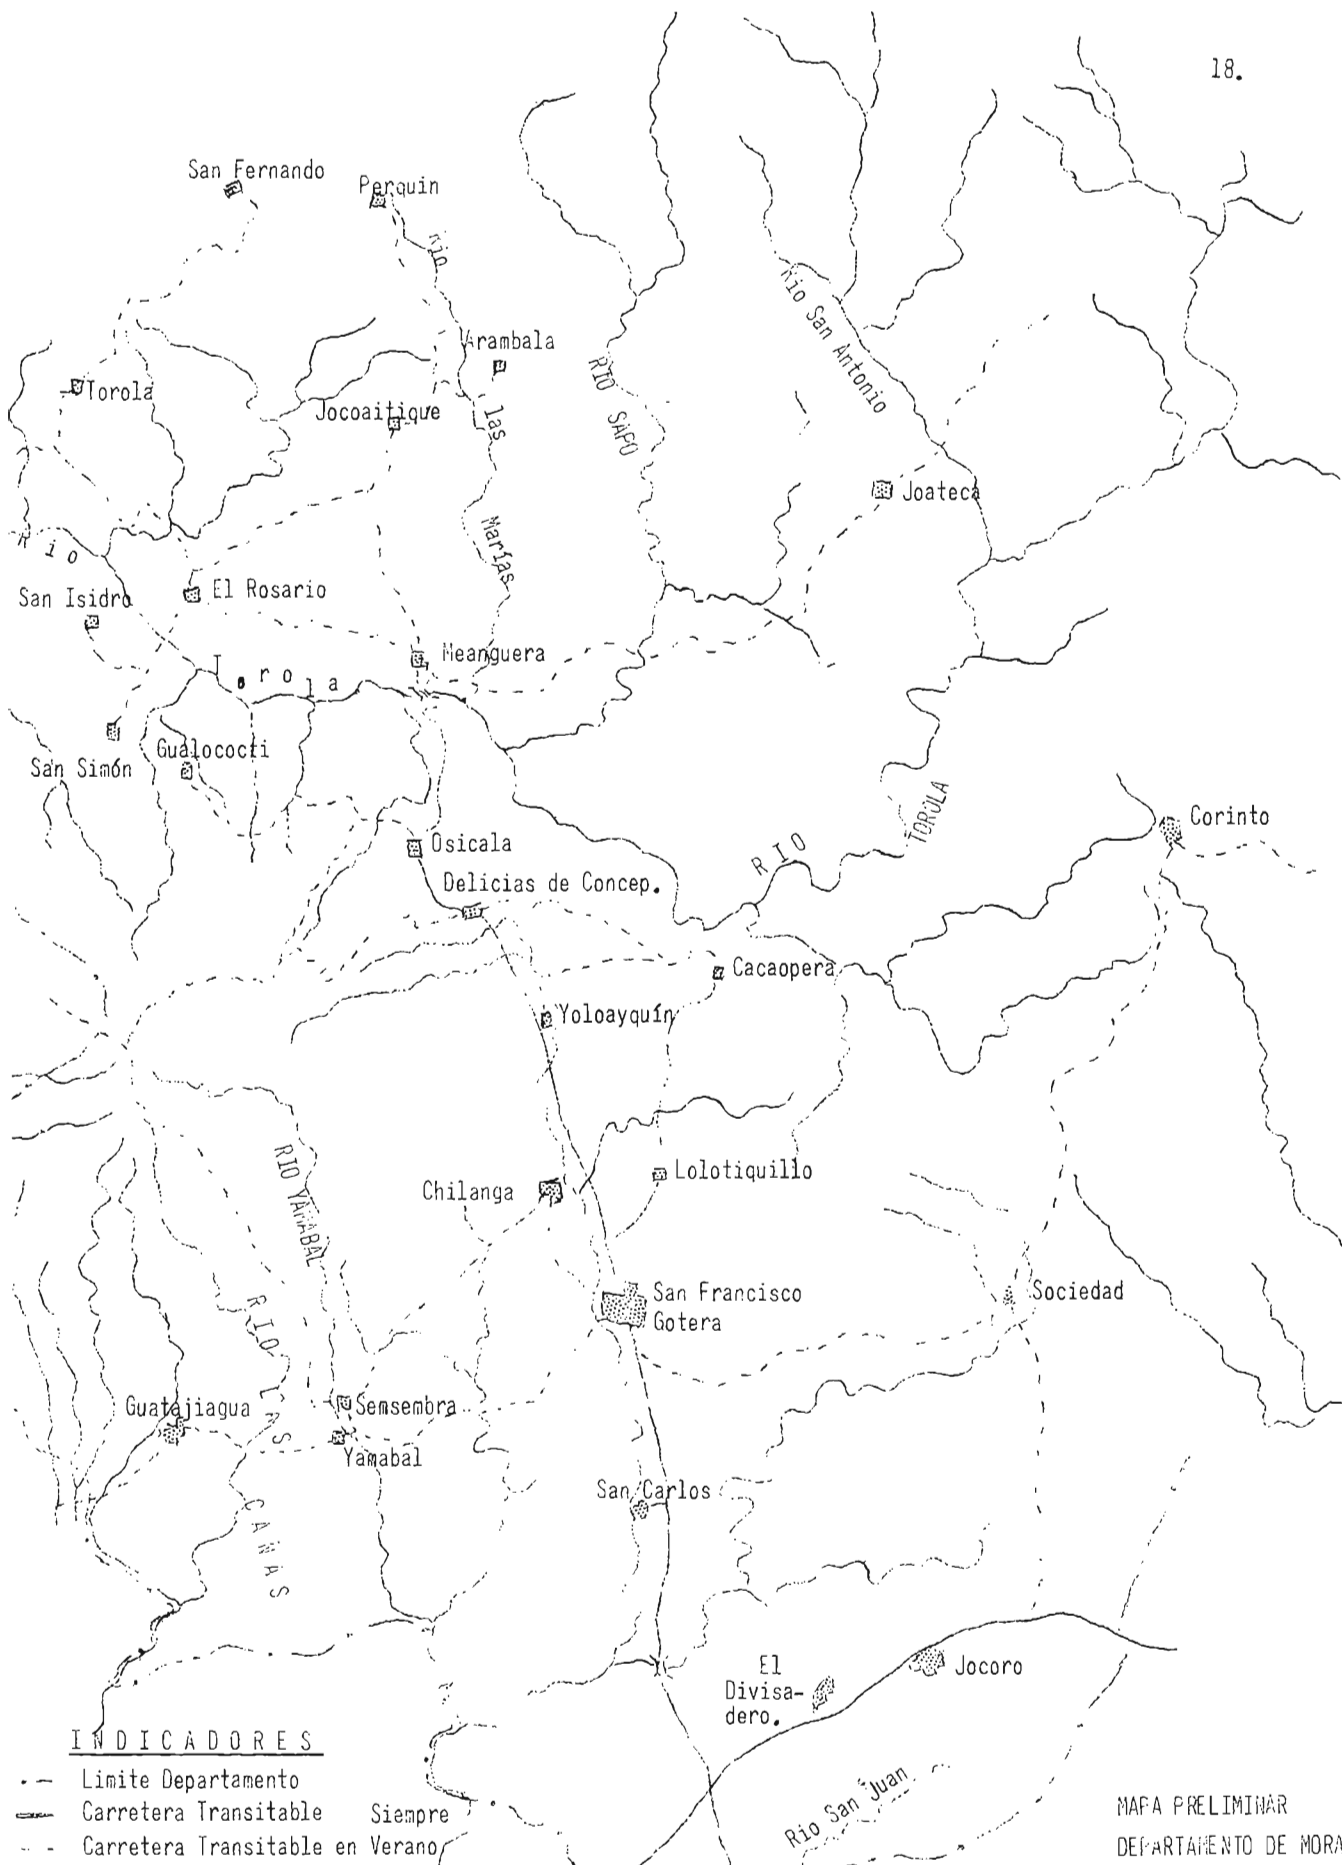 18.
San Fernando
Perquin
Rio
las
Marías
Arambala
RIO SAPO
Rio San Antonio
Torola
Jocoaitique
Joateca
Rio
T o r o l a
El Rosario
San Isidro
Meanguera
San Simón
Gualococti
Osicala
Delicias de Concep.
RIO
TOROLA
Corinto
Cacaopera
Yoloayquín
RIO YAMABAL
Chilanga
Lolotiquillo
San Francisco
Gotera
Sociedad
RIO
LAS
CAÑAS
Guatajiagua
Semsembra
Yamabal
San Carlos
El
Divisa-
dero.
Jocoro
Rio San Juan
INDICADORES
Limite Departamento
Carretera Transitable Siempre
Carretera Transitable en Verano
MAPA PRELIMINAR
DEPARTAMENTO DE MORA